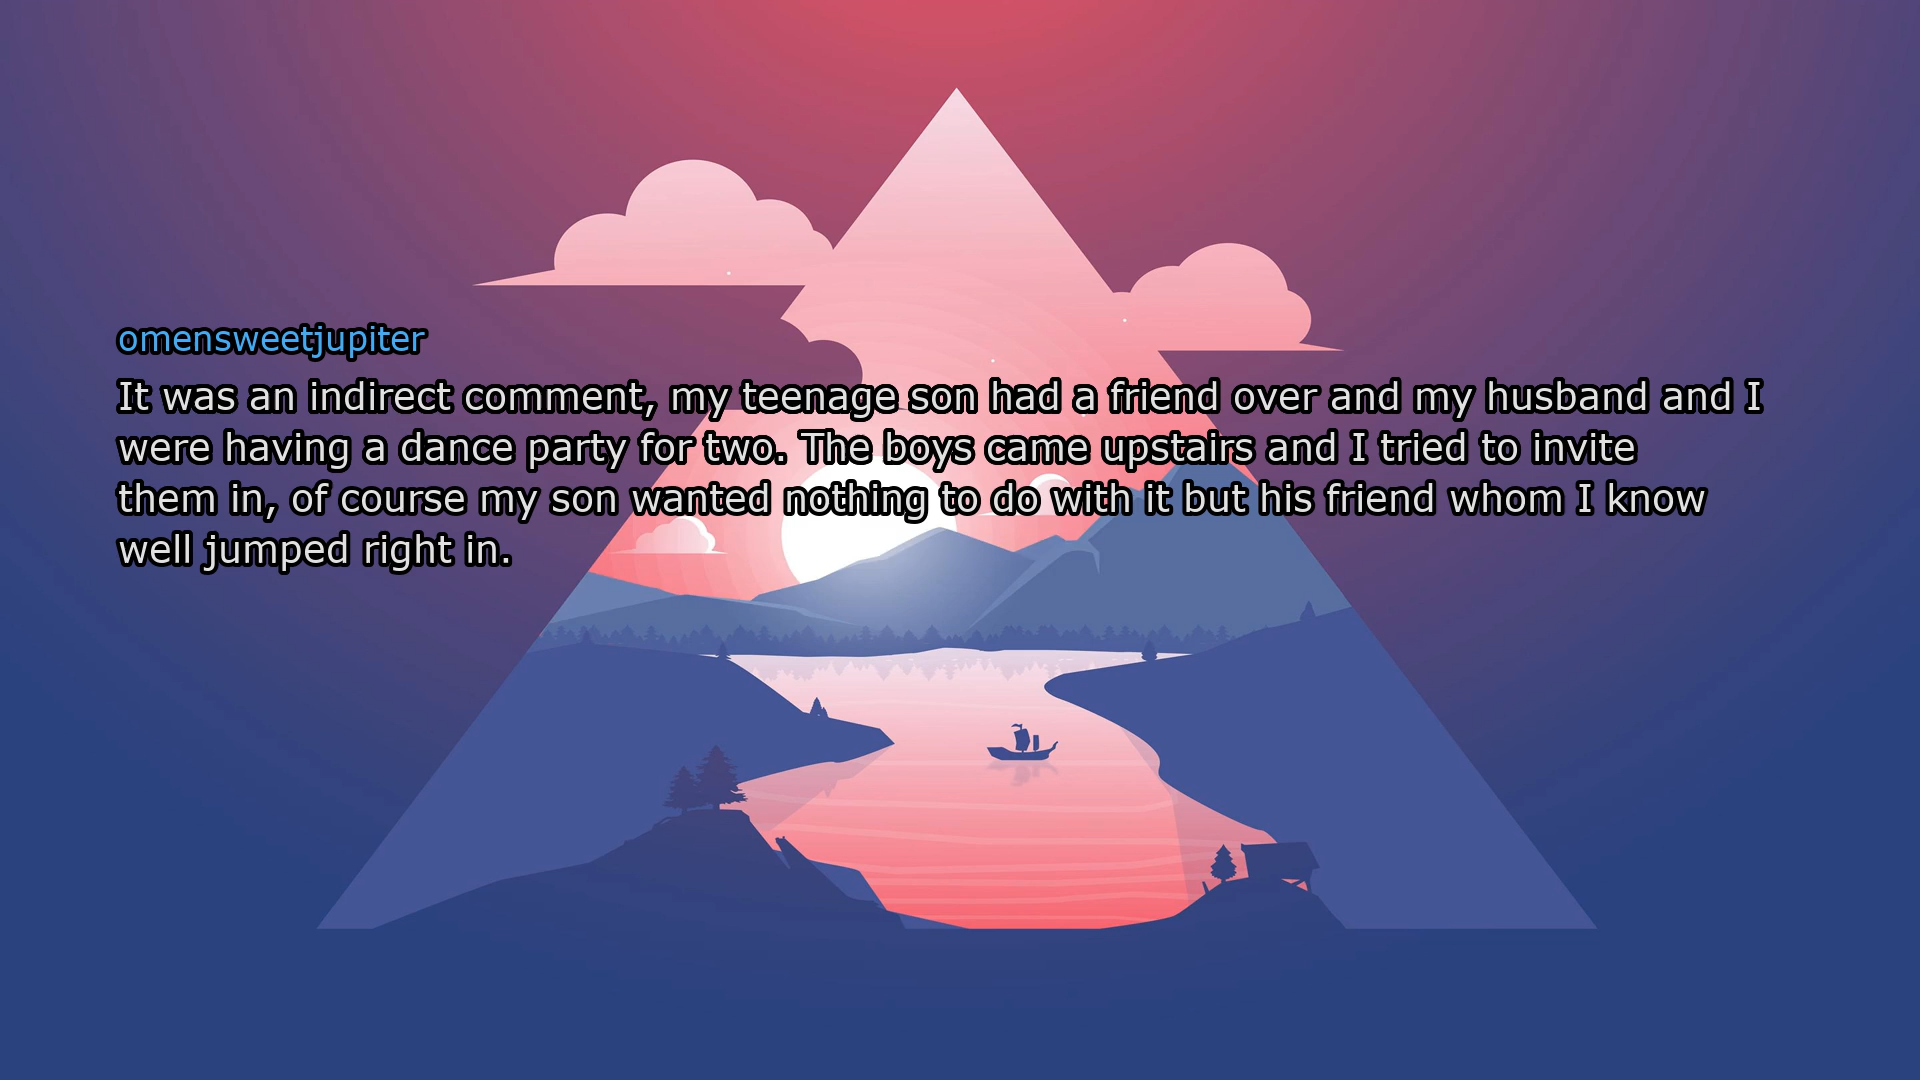 omensweetjupiter
It was an indirect comment, my teenage son had a friend over and my husband and I
were having a dance party for two. The boys came upstairs and I tried to invite
them in, of course my son wanted nothing to do with it but his friend whom I know
well jumped right in.